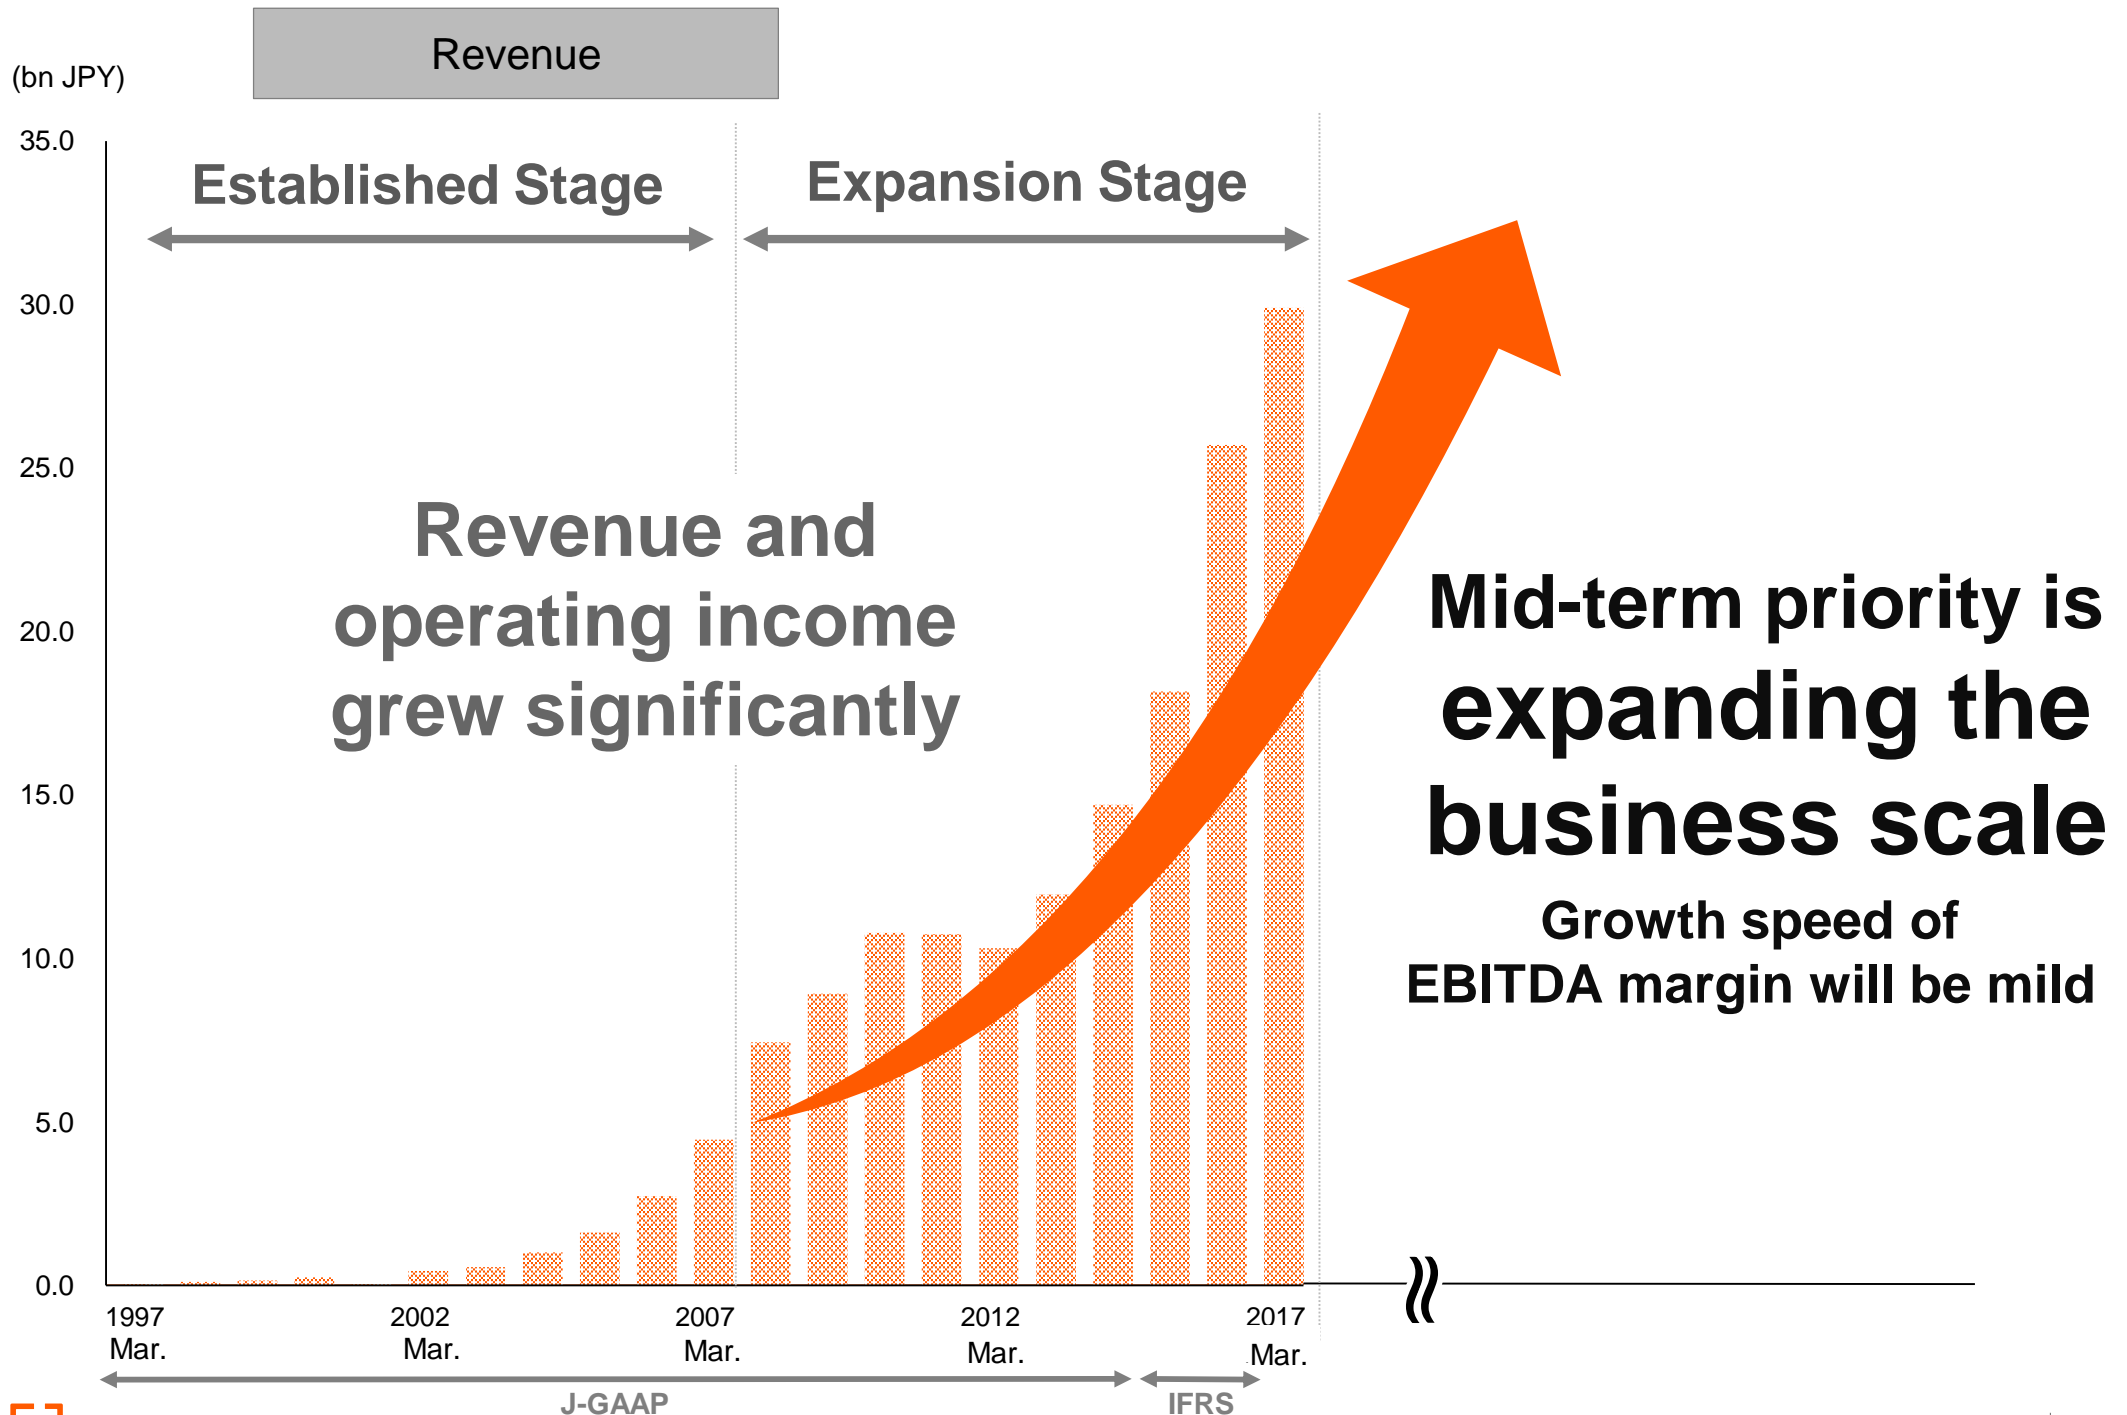 Revenue
(bn JPY)
35.0
Established Stage
Expansion Stage
30.0
25.0
Revenue and
operating income
grew significantly
20.0
15.0
10.0
5.0
0.0
Mid-term priority is
expanding the
business scale
Growth speed of
EBITDA margin will be mild
1997 2002 2007 2012 2017
Mar. Mar. Mar. Mar. Mar.
J-GAAP IFRS